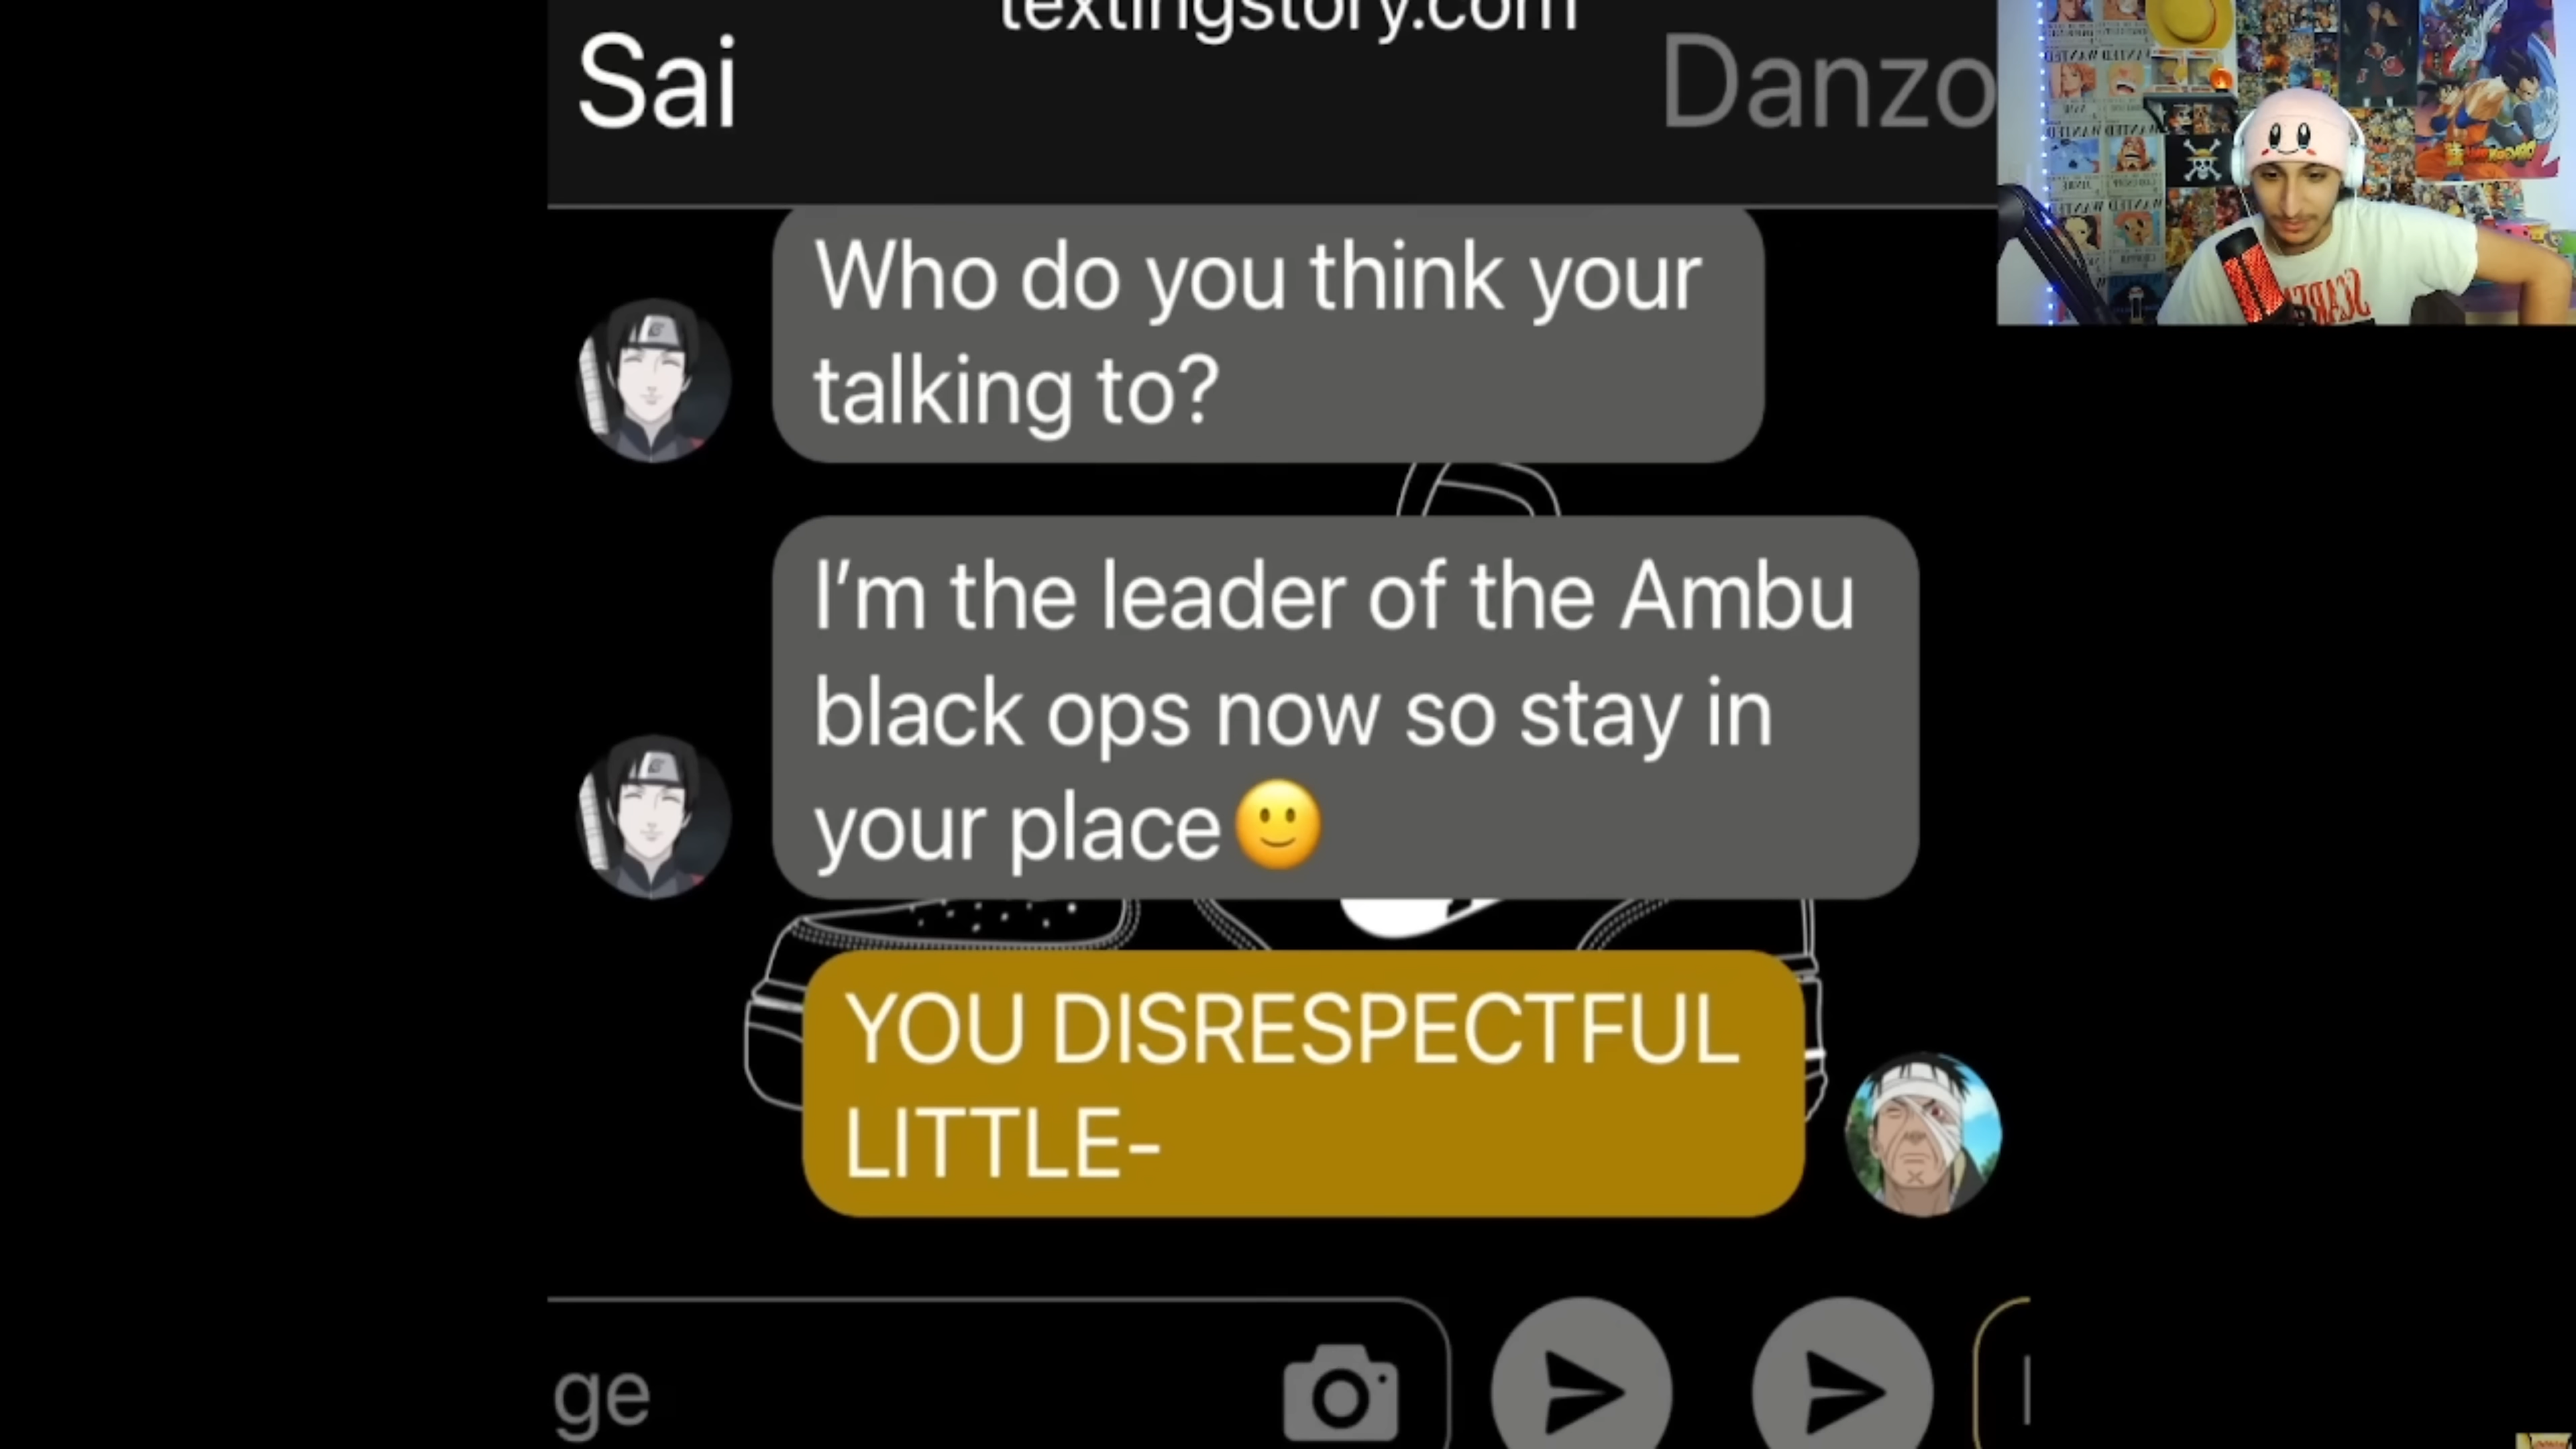 textingstory.com
Sai
Danzo
Who do you think your
talking to?
I'm the leader of the Ambu
black ops now so stay in
your place🙂
YOU DISRESPECTFUL
LITTLE-
ge